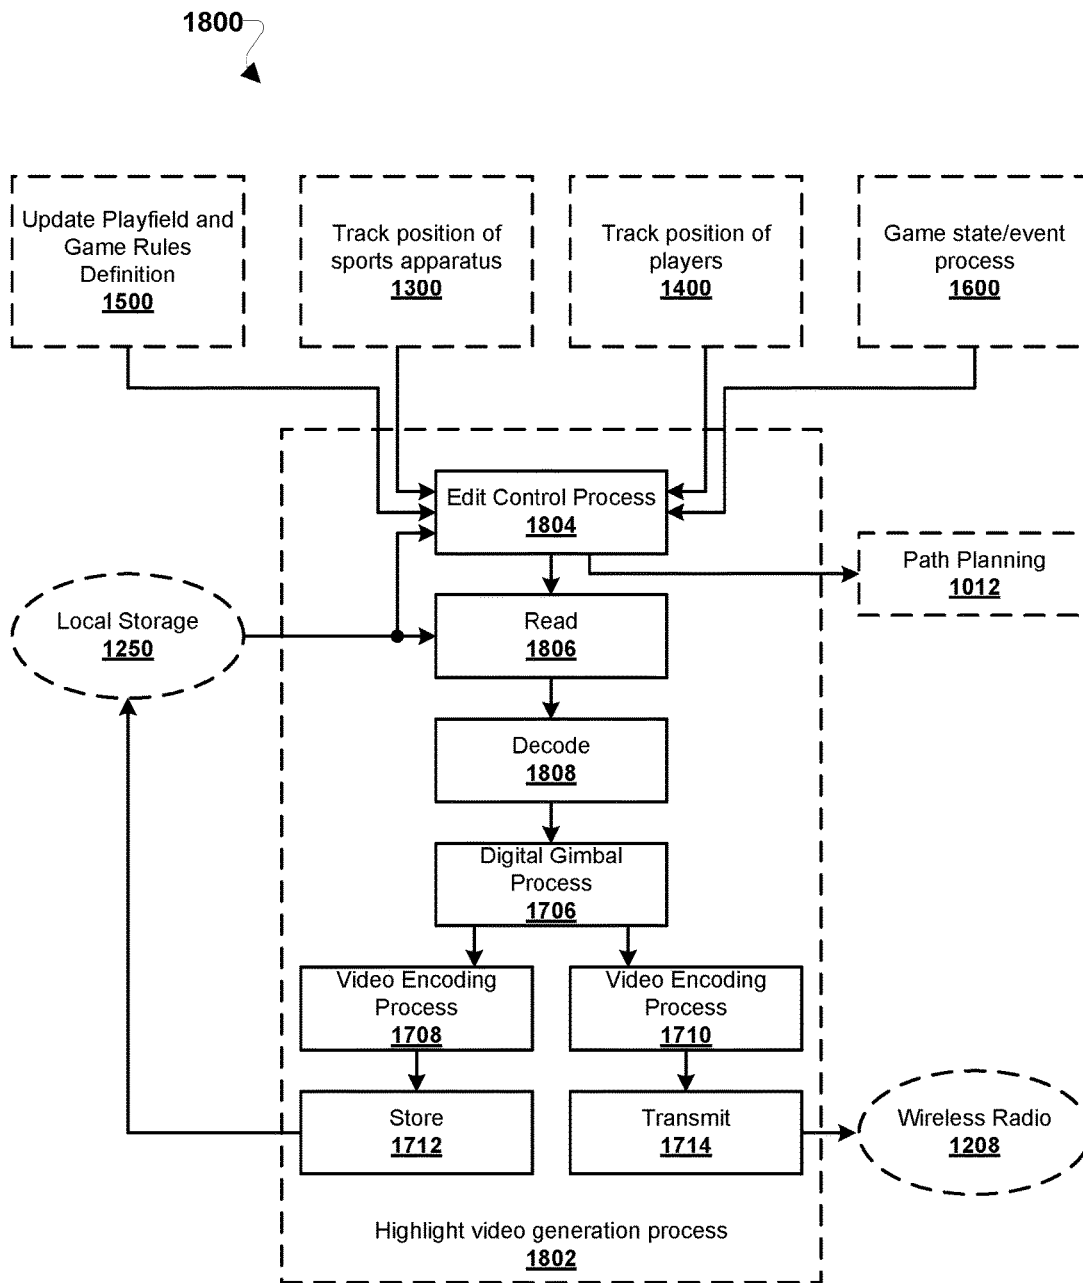 1800
Update Playfield and
Game Rules
Definition
1500
Track position of
sports apparatus
1300
Track position of
players
1400
Game state/event
process
1600
Edit Control Process
1804
Path Planning
1012
Local Storage
1250
Read
1806
Decode
1808
Digital Gimbal
Process
1706
Video Encoding
Process
1708
Video Encoding
Process
1710
Store
1712
Transmit
1714
Wireless Radio
1208
Highlight video generation process
1802